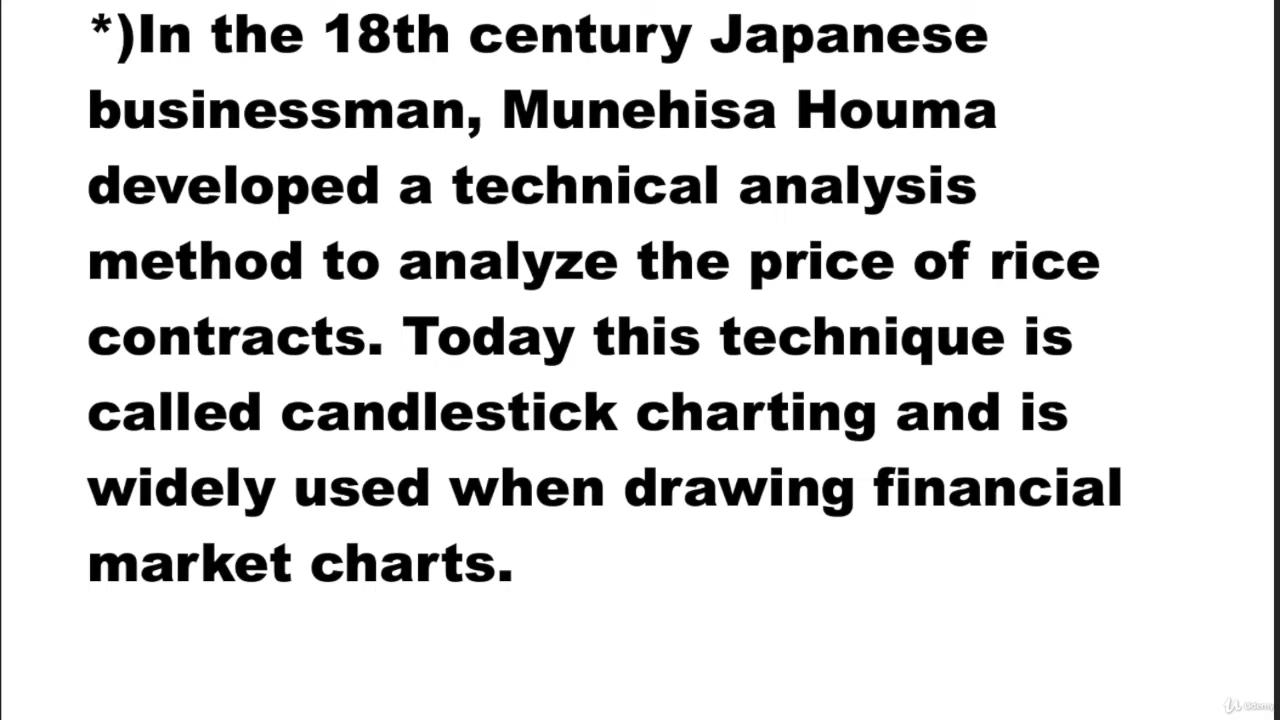 *)In the 18th century Japanese
businessman, Munehisa Houma
developed a technical analysis
method to analyze the price of rice
contracts. Today this technique is
called candlestick charting and is
widely used when drawing financial
market charts.
Udemy